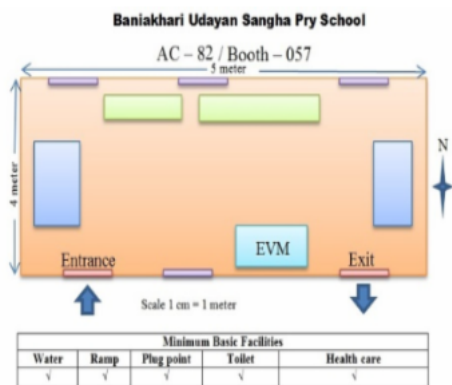 Baniakhari Udayan Sangha Pry School
AC – 82 / Booth – 057
5 meter
4 meter
N
EVM
Entrance
Exit
Scale 1 cm = 1 meter
Minimum Basic Facilities
Water Ramp Plug point Toilet Health care
√ √ √ √ √